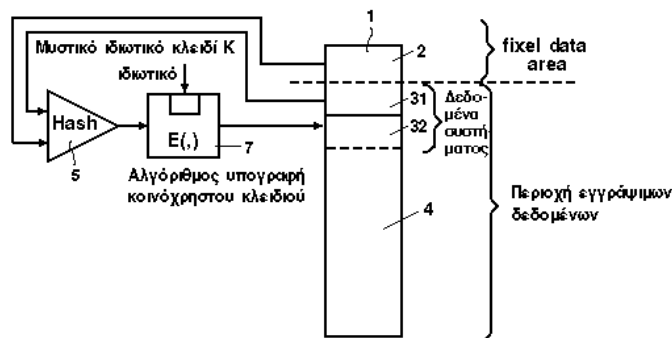 1
2
fixel data
area
Μυστικό ιδιωτικό κλειδί K
ιδιωτικό
31
Δεδο-
μένα
συστή-
ματος
Hash
E(,)
32
5
7
Αλγόριθμος υπογραφή
κοινόχρηστου κλειδιού
4
Περιοχή εγγράψιμων
δεδομένων